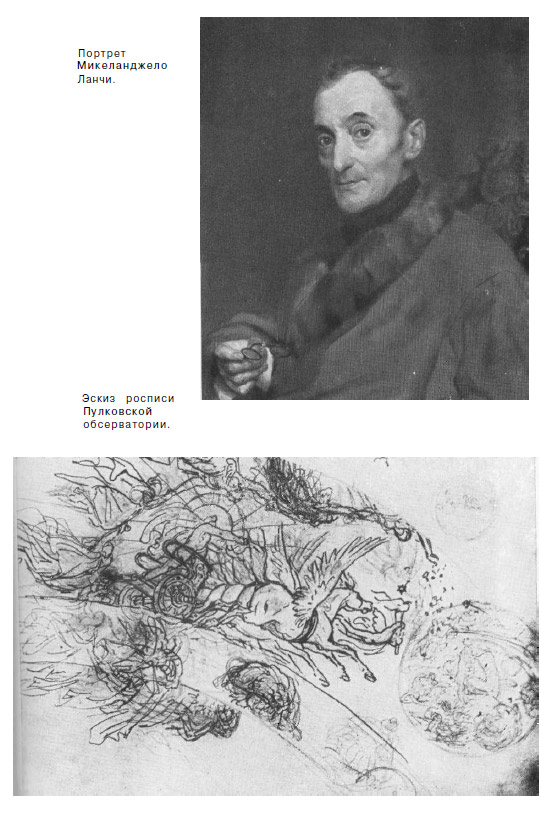 Портрет
Микеланджело
Ланчи.
Эскиз росписи
Пулковской
обсерватории.